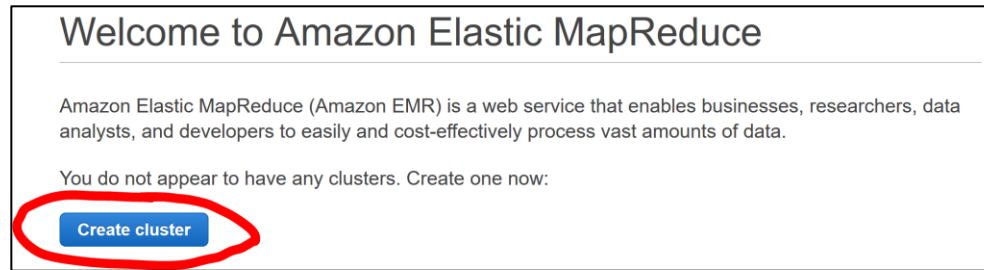 Welcome to Amazon Elastic MapReduce
Amazon Elastic MapReduce (Amazon EMR) is a web service that enables businesses, researchers, data
analysts, and developers to easily and cost-effectively process vast amounts of data.
You do not appear to have any clusters. Create one now:
Create cluster